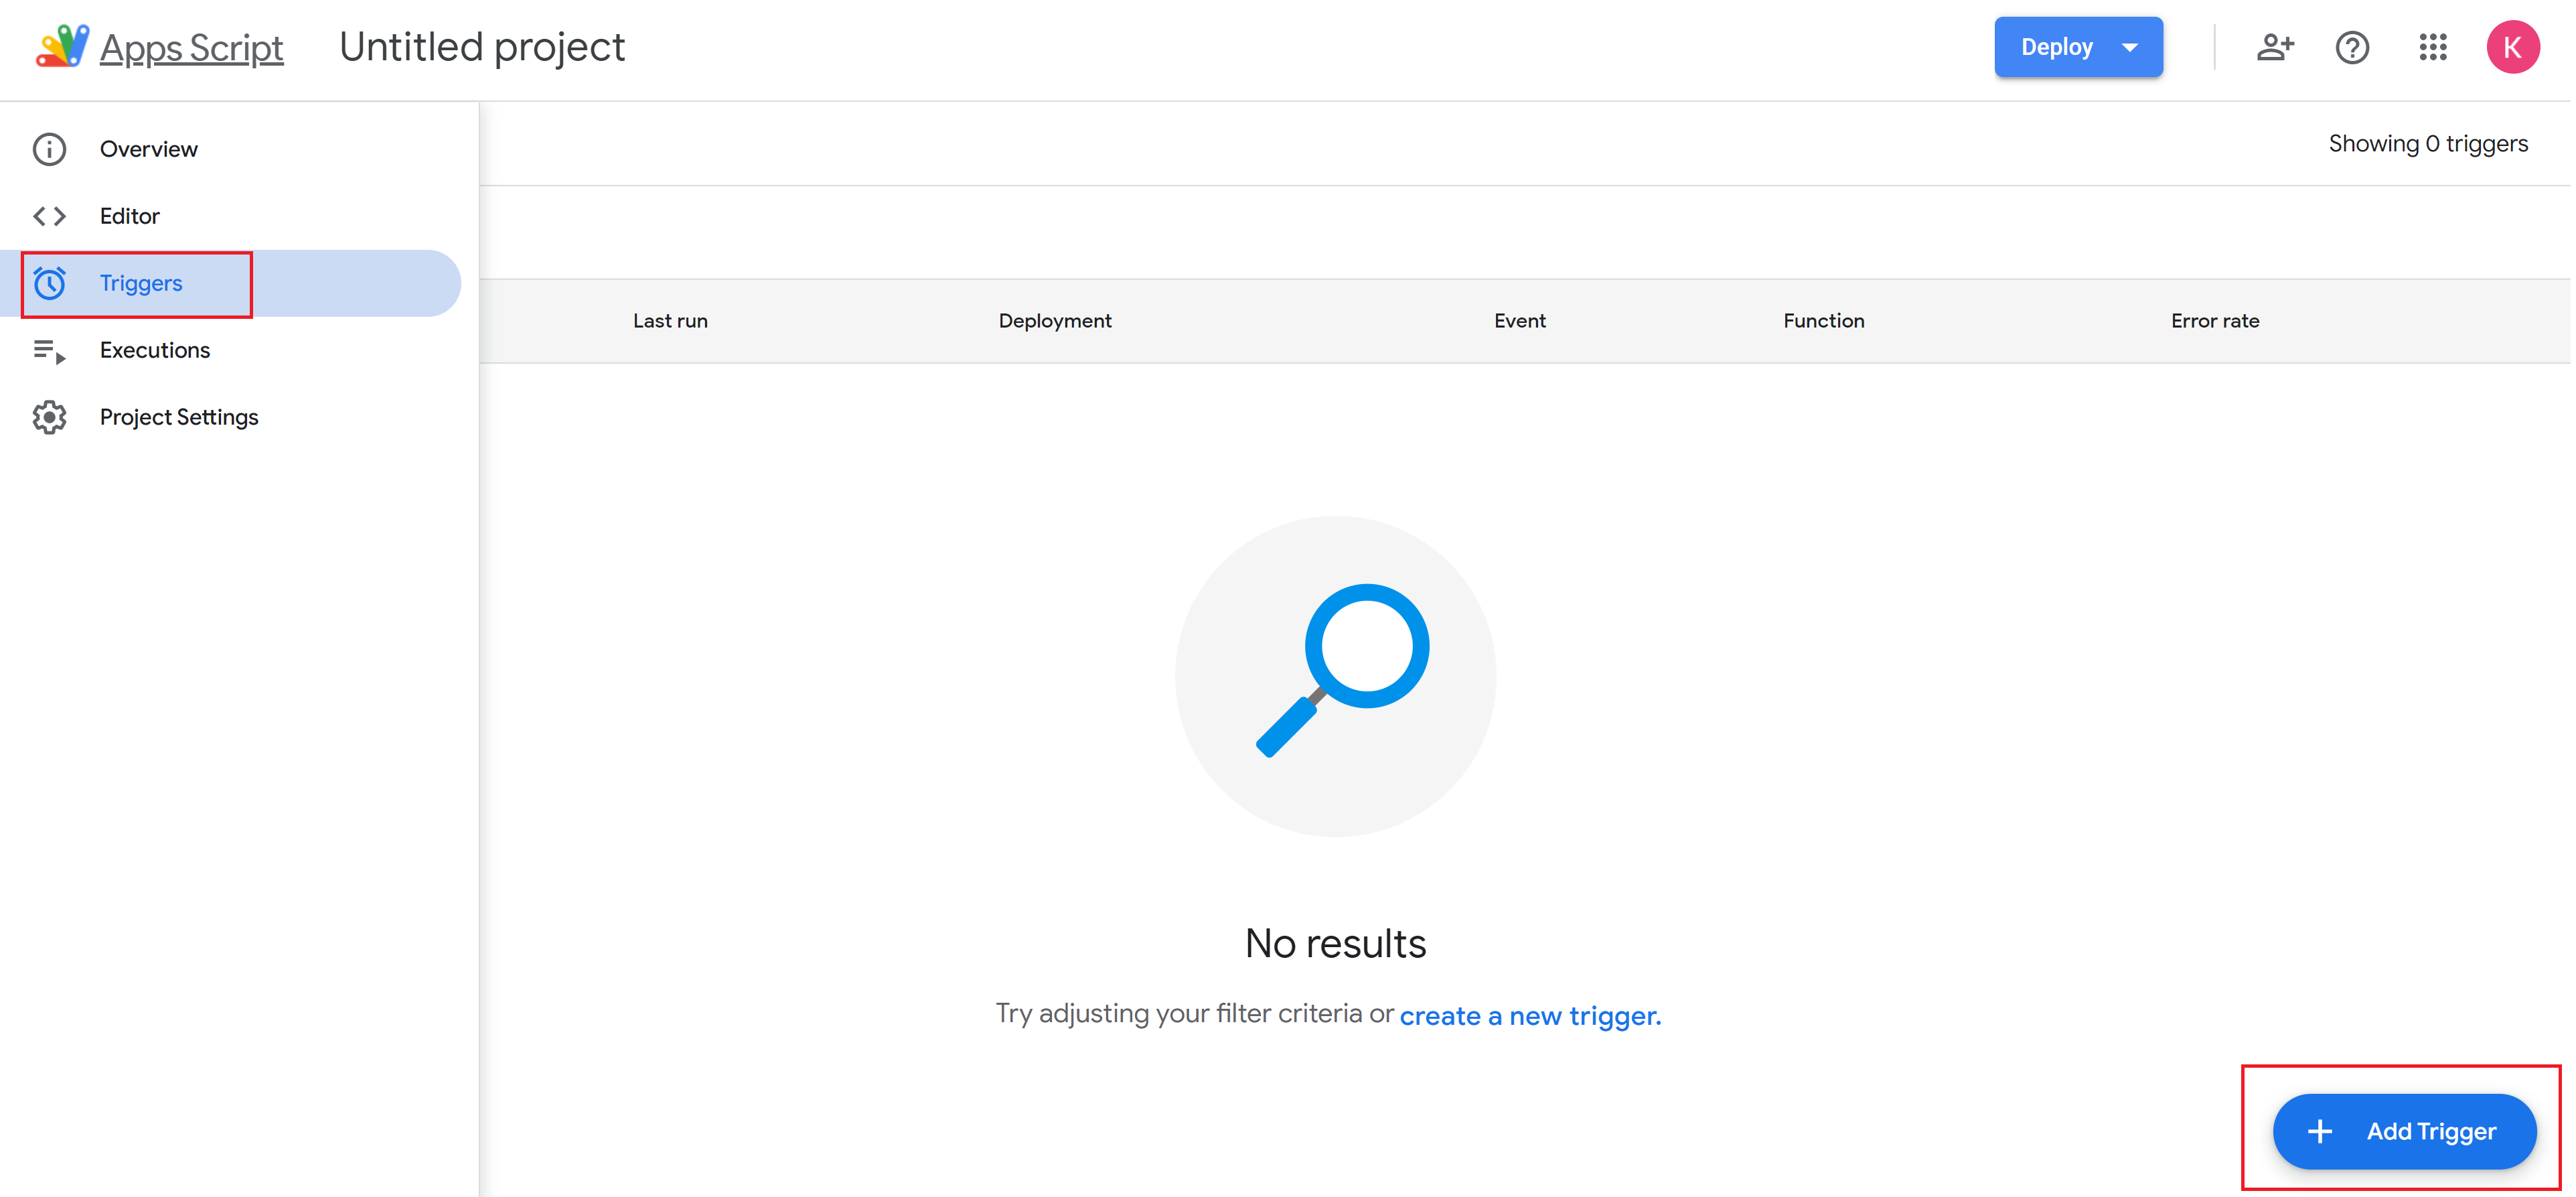 Apps Script Untitled project Deploy K
Overview
Showing 0 triggers
Editor
Triggers
Last run Deployment Event Function Error rate
Executions
Project Settings
No results
Try adjusting your filter criteria or create a new trigger.
+ Add Trigger